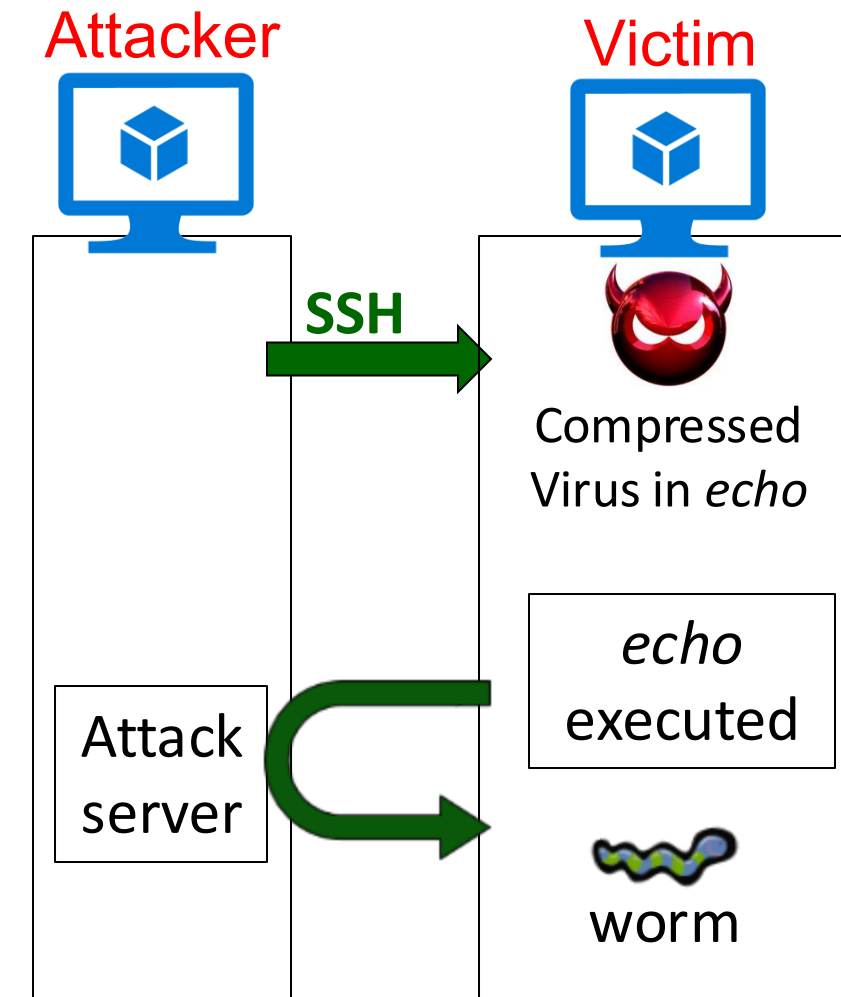 Attacker
Victim
SSH
Compressed
Virus in echo
echo
executed
Attack
server
worm